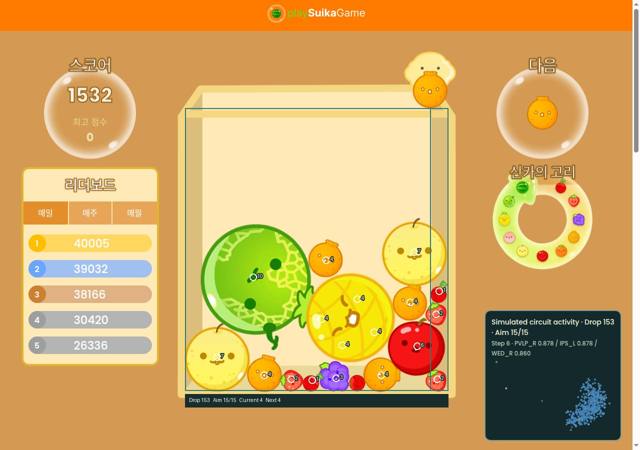 playSuikaGame
스코어
1532
최고 점수
0
다음
신카의 고리
리더보드
매일
매주
매월
1 40005
2 39032
3 38166
4 30420
5 26336
Simulated circuit activity · Drop 153
· Aim 15/15
Step 6 · PVLP_R 0.878 / IPS_L 0.878 /
WED_R 0.860
Drop 153 Aim 15/15 Current 4 Next 4